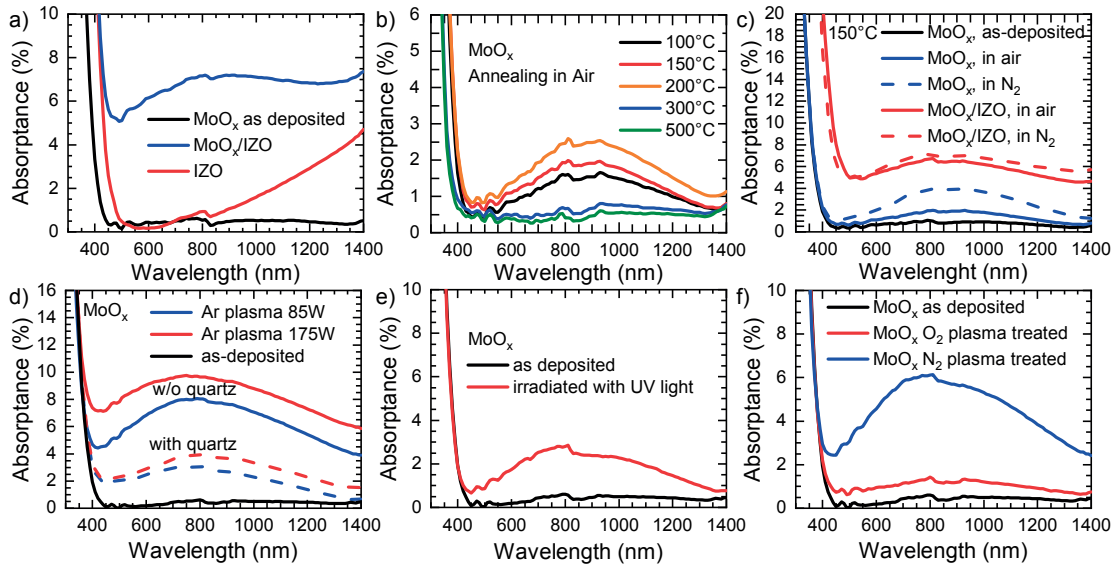 a)
Absorptance (%)
10
8
6
4
2
0
MoOx as deposited
MoOx/IZO
IZO
400 600 800 1000 1200 1400
Wavelength (nm)
b)
Absorptance (%)
6
5
4
3
2
1
0
MoOx
Annealing in Air
100°C
150°C
200°C
300°C
500°C
400 600 800 1000 1200 1400
Wavelength (nm)
c)
Absorptance (%)
20
18
16
14
12
10
8
6
4
2
0
150°C
MoOx, as-deposited
MoOx, in air
MoOx, in N2
MoOx/IZO, in air
MoOx/IZO, in N2
400 600 800 1000 1200 1400
Wavelenght (nm)
d)
Absorptance (%)
16
14
12
10
8
6
4
2
0
MoOx
Ar plasma 85W
Ar plasma 175W
as-deposited
w/o quartz
with quartz
400 600 800 1000 1200 1400
Wavelength (nm)
e)
Absorptance (%)
10
8
6
4
2
0
MoOx
as deposited
irradiated with UV light
400 600 800 1000 1200 1400
Wavelength (nm)
f)
Absorptance (%)
10
8
6
4
2
0
MoOx as deposited
MoOx O2 plasma treated
MoOx N2 plasma treated
400 600 800 1000 1200 1400
Wavelength (nm)